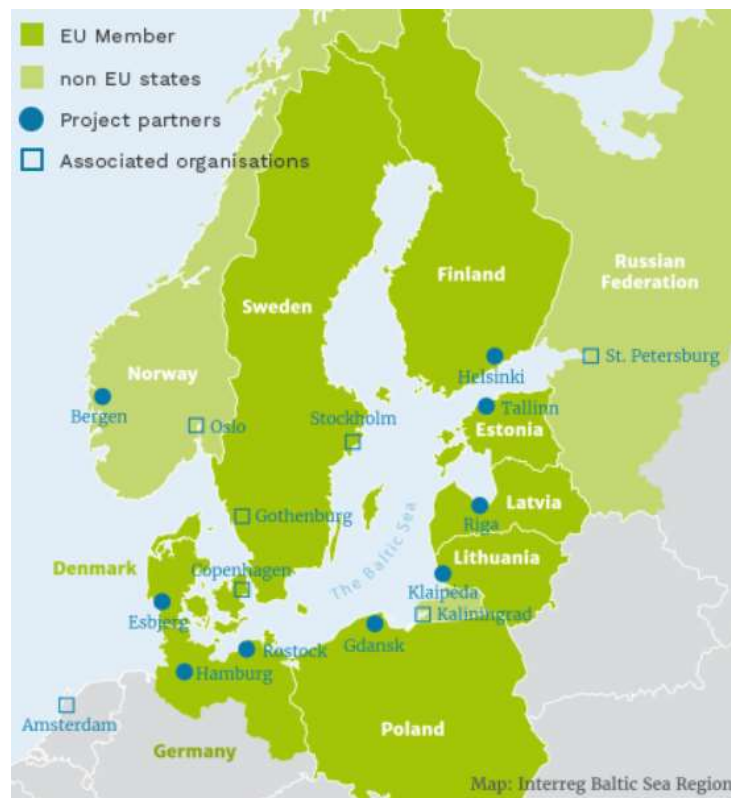 EU Member
non EU states
Project partners
Associated organisations
Finland
Russian
Federation
Sweden
Norway
Helsinki
St. Petersburg
Bergen
Tallinn
Oslo
Stockholm
Estonia
Gothenburg
Riga
Latvia
The Baltic Sea
Denmark
Copenhagen
Lithuania
Klaipeda
Esbjerg
Kaliningrad
Gdansk
Rostock
Hamburg
Amsterdam
Germany
Poland
Map: Interreg Baltic Sea Region